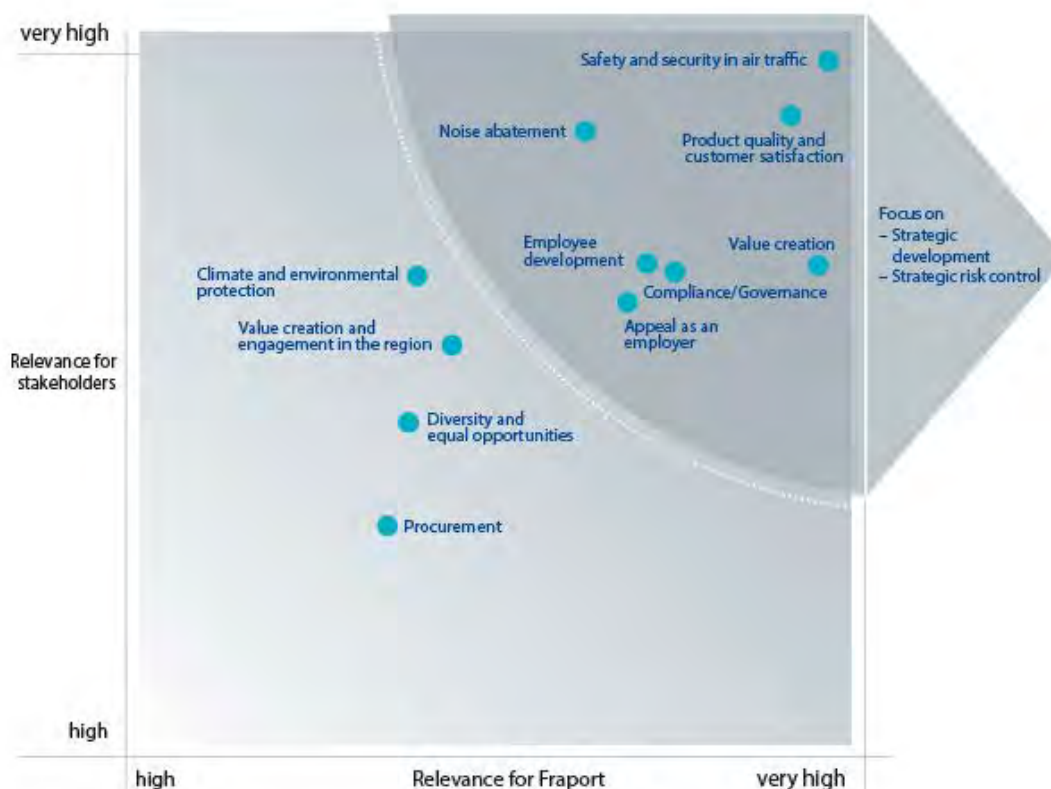 very high
Safety and security in air traffic
Noise abatement
Product quality and
customer satisfaction
Focus on
– Strategic
development
– Strategic risk control
Employee
development
Value creation
Climate and environmental
protection
Compliance/Governance
Appeal as an
employer
Value creation and
engagement in the region
Relevance for
stakeholders
Diversity and
equal opportunities
Procurement
high
high
Relevance for Fraport
very high